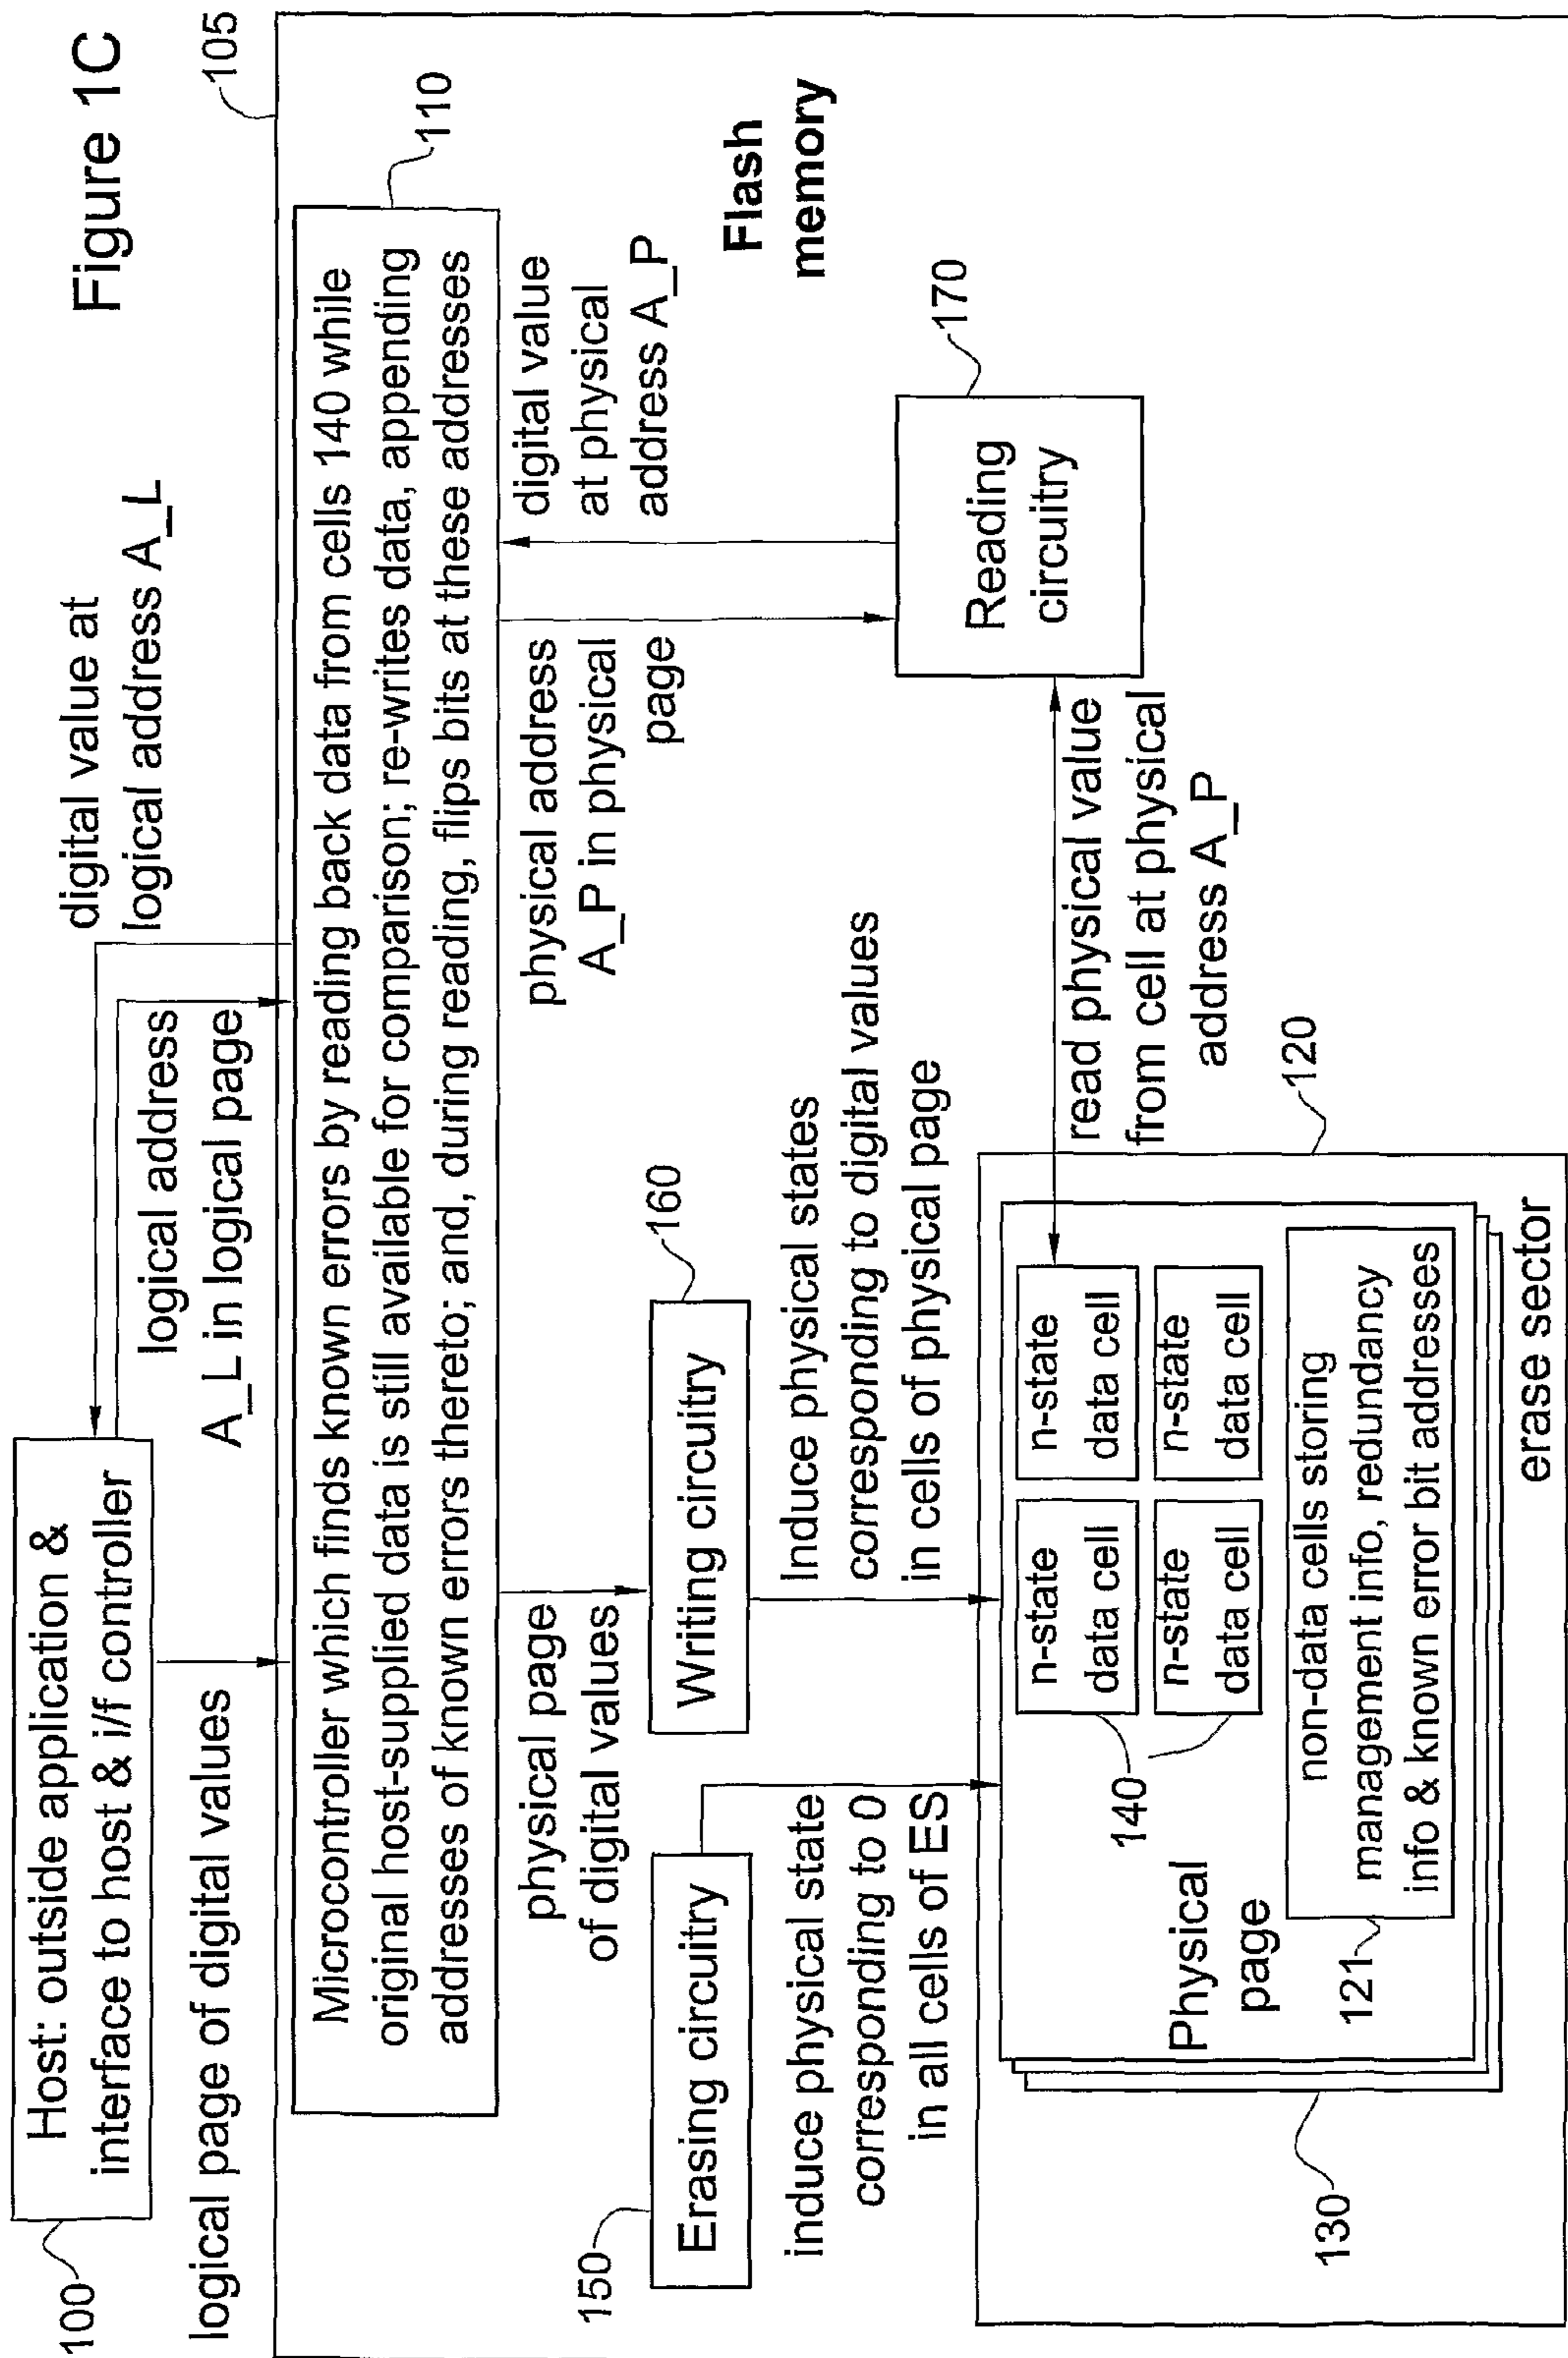 Figure 1C
100
Host: outside application &
interface to host & i/f controller
digital value at
logical address A_L
logical address
A_L in logical page
logical page of digital values
105
110
Microcontroller which finds known errors by reading back data from cells 140 while
original host-supplied data is still available for comparison; re-writes data, appending
addresses of known errors thereto; and, during reading, flips bits at these addresses
Flash
memory
physical page
of digital values
physical address
A_P in physical
page
digital value
at physical
address A_P
150
Erasing circuitry
160
Writing circuitry
170
Reading
circuitry
induce physical state
corresponding to 0
in all cells of ES
Induce physical states
corresponding to digital values
in cells of physical page
read physical value
from cell at physical
address A_P
120
130
Physical
page
140
n-state
data cell
n-state
data cell
n-state
data cell
n-state
data cell
121
non-data cells storing
management info, redundancy
info & known error bit addresses
erase sector